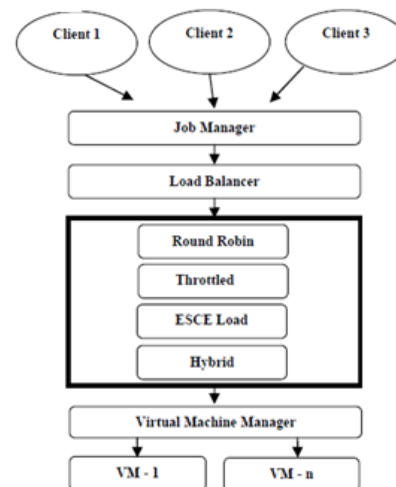 Client 1
Client 2
Client 3
Job Manager
Load Balancer
Round Robin
Throttled
ESCE Load
Hybrid
Virtual Machine Manager
VM - 1
VM - n